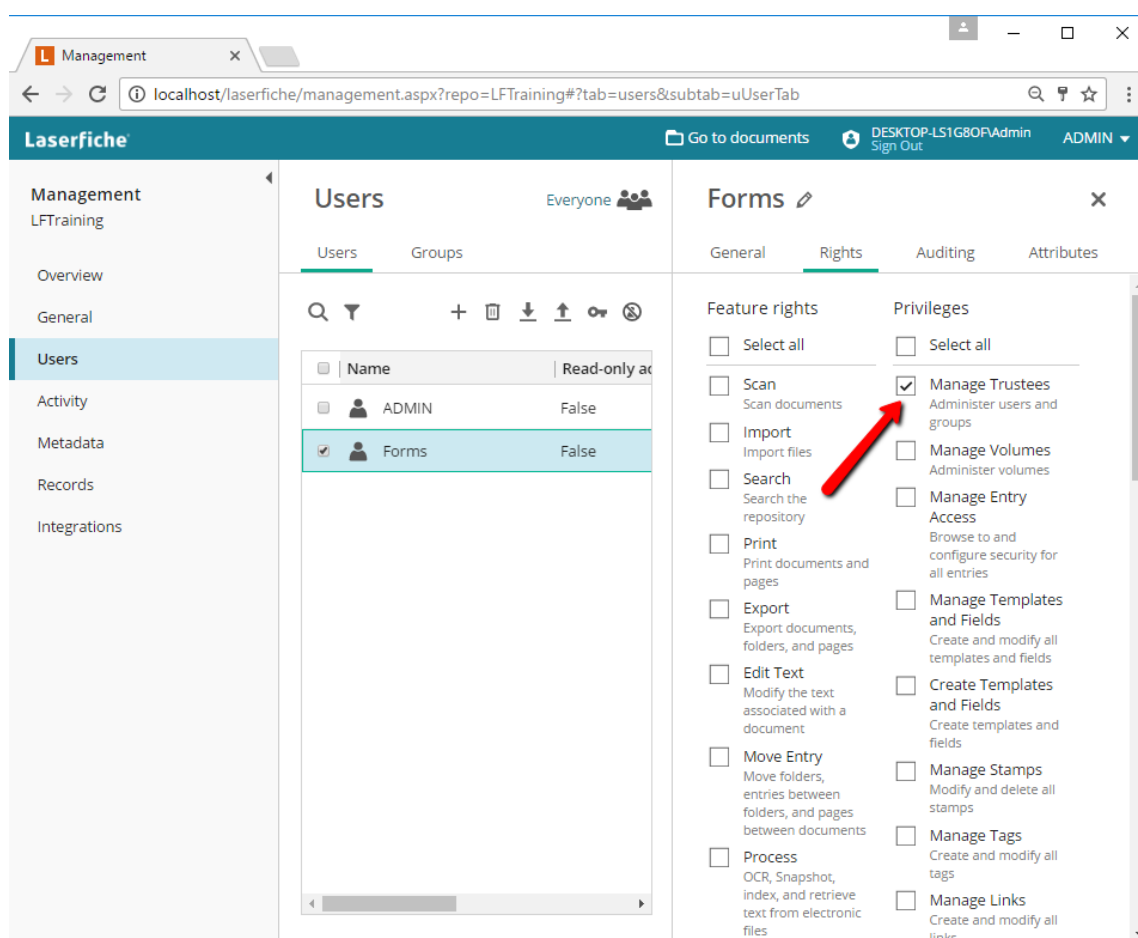 Management
localhost/laserfiche/management.aspx?repo=LFTraining#?tab=users&subtab=uUserTab
Laserfiche
Go to documents
DESKTOP-LS1G8OF\Admin
Sign Out
ADMIN
Management
LFTraining
Overview
General
Users
Activity
Metadata
Records
Integrations
Users
Everyone
Users Groups
Name Read-only ac
ADMIN False
Forms False
Forms
General Rights Auditing Attributes
Feature rights
Select all
Scan
Scan documents
Import
Import files
Search
Search the
repository
Print
Print documents and
pages
Export
Export documents,
folders, and pages
Edit Text
Modify the text
associated with a
document
Move Entry
Move folders,
entries between
folders, and pages
between documents
Process
OCR, Snapshot,
index, and retrieve
text from electronic
files
Privileges
Select all
Manage Trustees
Administer users and
groups
Manage Volumes
Administer volumes
Manage Entry
Access
Browse to and
configure security for
all entries
Manage Templates
and Fields
Create and modify all
templates and fields
Create Templates
and Fields
Create templates and
fields
Manage Stamps
Modify and delete all
stamps
Manage Tags
Create and modify all
tags
Manage Links
Create and modify all
links